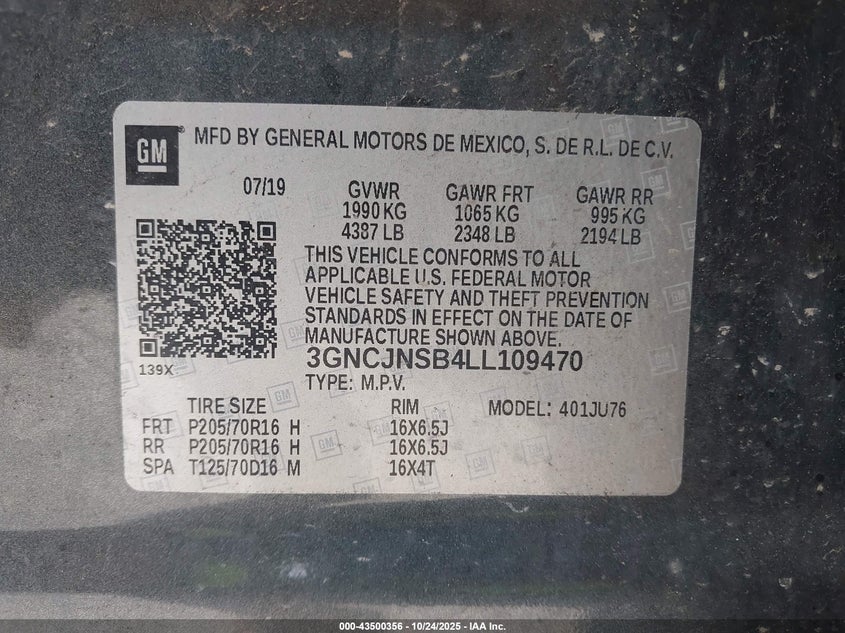 GM
MFD BY GENERAL MOTORS DE MEXICO, S. DE R.L. DE C.V.
07/19 GVWR GAWR FRT GAWR RR
1990 KG 1065 KG 995 KG
4387 LB 2348 LB 2194 LB
THIS VEHICLE CONFORMS TO ALL
APPLICABLE U.S. FEDERAL MOTOR
VEHICLE SAFETY AND THEFT PREVENTION
STANDARDS IN EFFECT ON THE DATE OF
MANUFACTURE SHOWN ABOVE.
3GNCJNSB4LL109470
139X
TYPE: M.P.V.
TIRE SIZE RIM MODEL: 401JU76
FRT P205/70R16 H 16X6.5J
RR P205/70R16 H 16X6.5J
SPA T125/70D16 M 16X4T
000-43500356 - 10/24/2025 - IAA Inc.